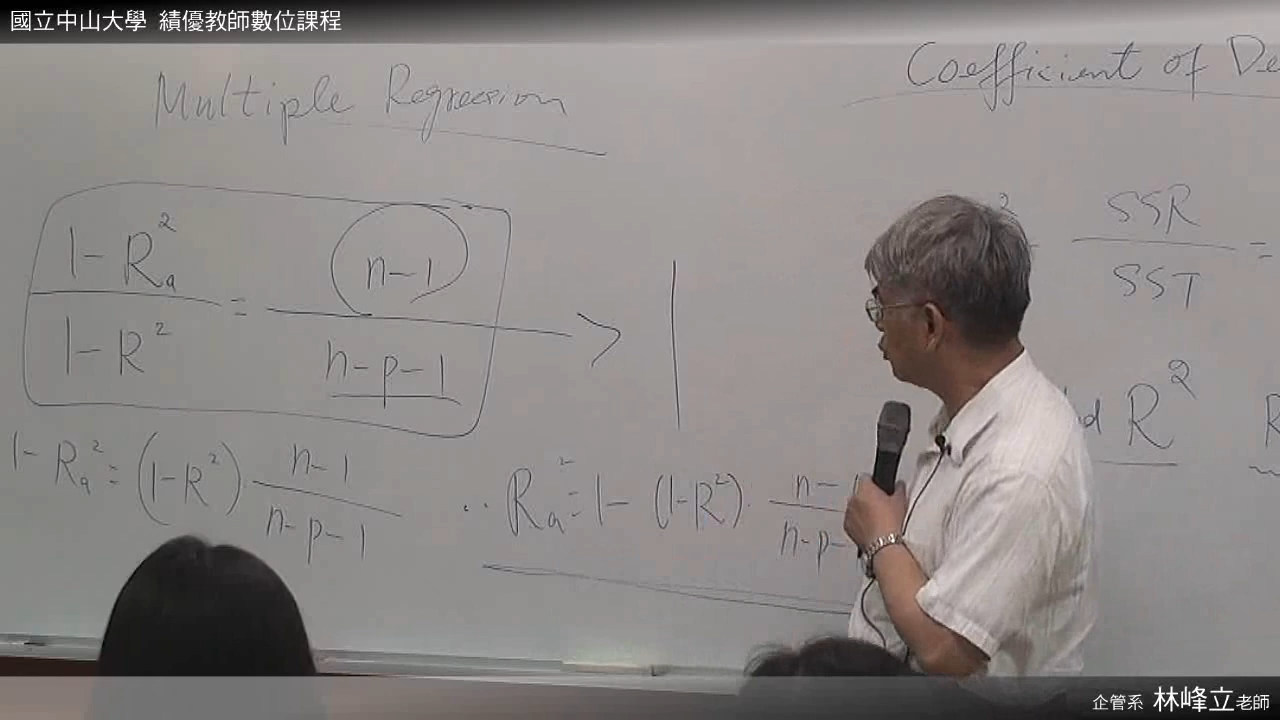 國立中山大學 績優教師數位課程
Multiple Regression
Coefficient of De
1-Ra² / 1-R² = n-1 / n-p-1 > 1
² SSR / SST =
d R² R
1-Ra² = (1-R²) · n-1 / n-p-1
∴ Ra² = 1-(1-R²) · n-1 / n-p-
企管系 林峰立老師